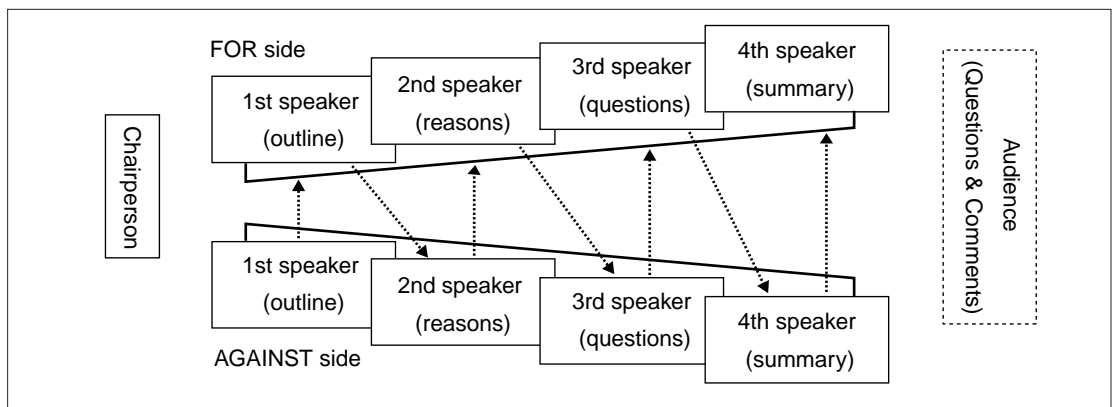 FOR side
1st speaker
(outline)
2nd speaker
(reasons)
3rd speaker
(questions)
4th speaker
(summary)
Chairperson
1st speaker
(outline)
2nd speaker
(reasons)
3rd speaker
(questions)
4th speaker
(summary)
AGAINST side
Audience
(Questions & Comments)